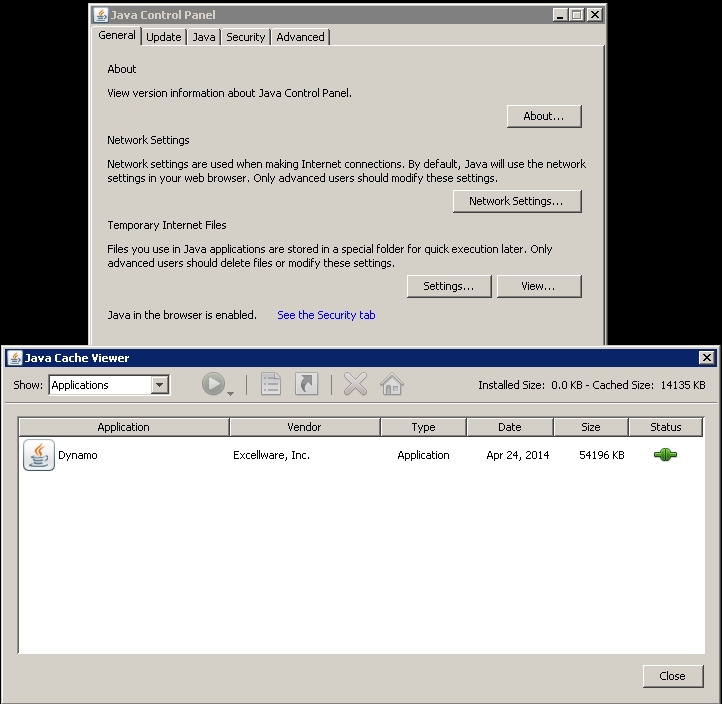 Java Control Panel
General Update Java Security Advanced
About
View version information about Java Control Panel.
About...
Network Settings
Network settings are used when making Internet connections. By default, Java will use the network
settings in your web browser. Only advanced users should modify these settings.
Network Settings...
Temporary Internet Files
Files you use in Java applications are stored in a special folder for quick execution later. Only
advanced users should delete files or modify these settings.
Settings... View...
Java in the browser is enabled. See the Security tab
Java Cache Viewer
Show: Applications Installed Size: 0.0 KB - Cached Size: 14135 KB
Application Vendor Type Date Size Status
Dynamo Excellware, Inc. Application Apr 24, 2014 54196 KB
Close